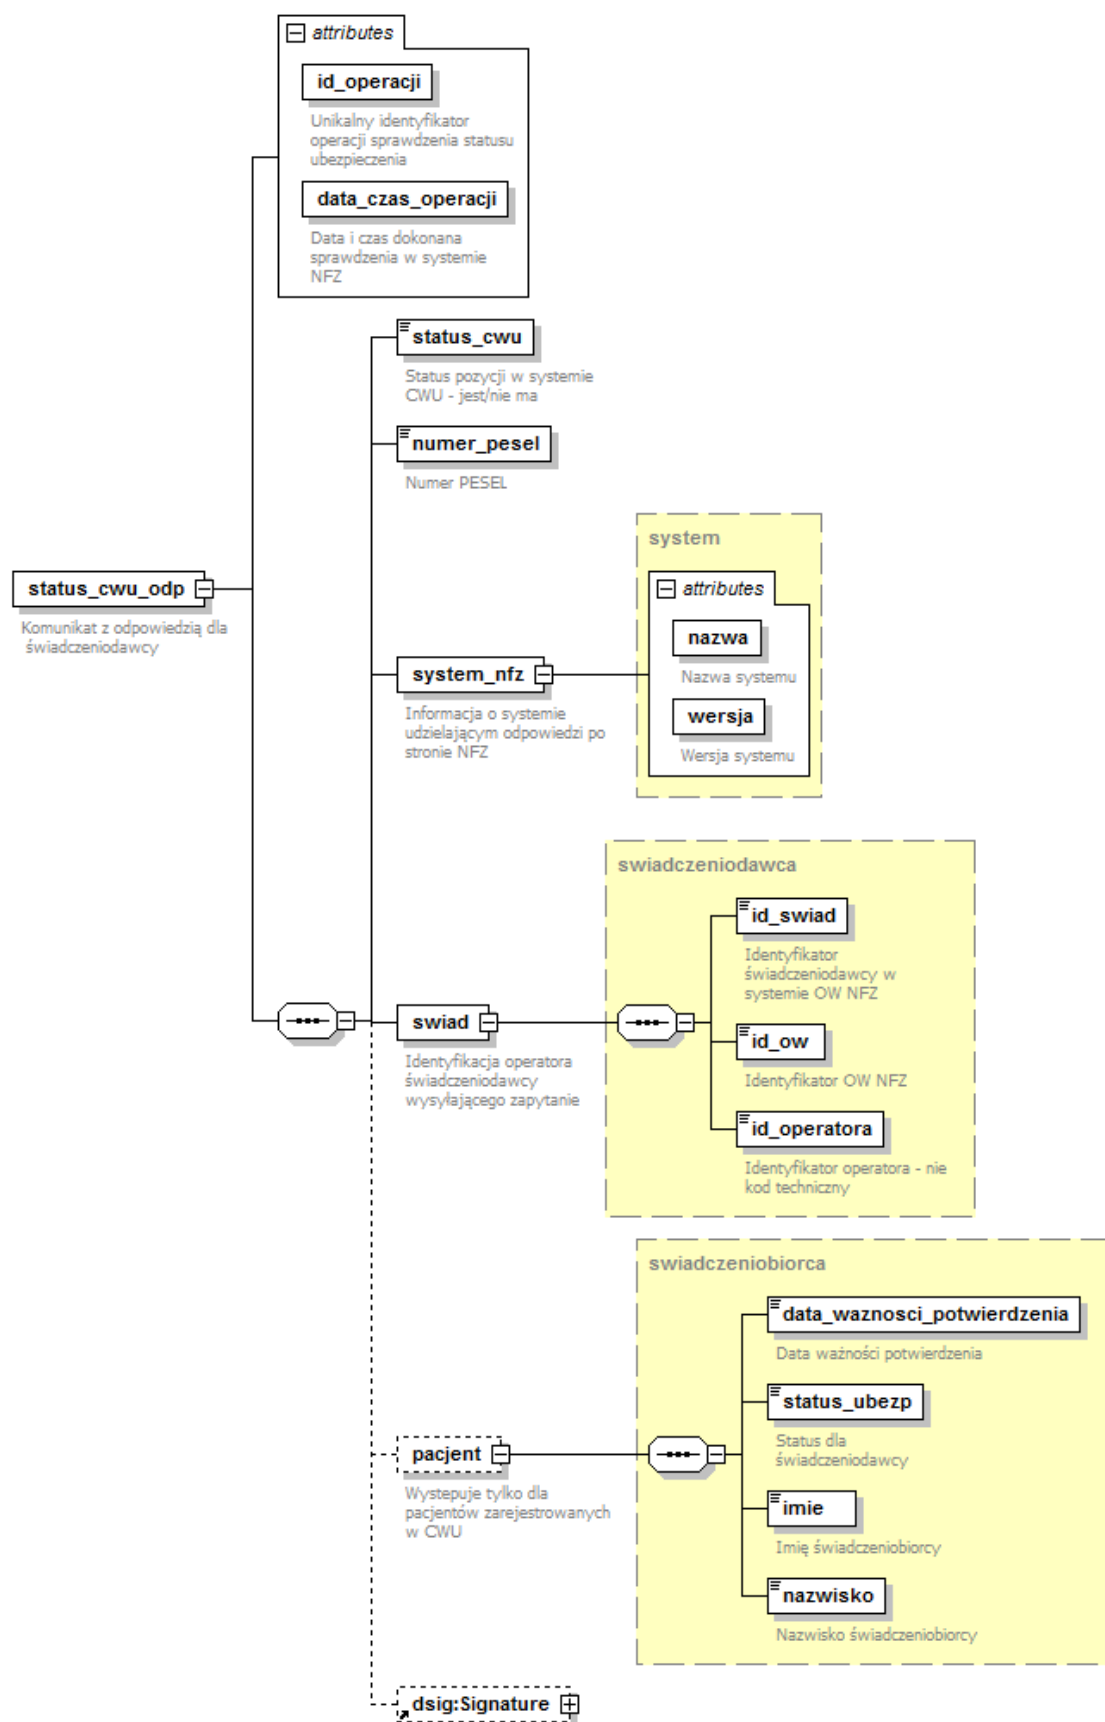 attributes
id_operacji
Unikalny identyfikator
operacji sprawdzenia statusu
ubezpieczenia
data_czas_operacji
Data i czas dokonana
sprawdzenia w systemie
NFZ
status_cwu
Status pozycji w systemie
CWU - jest/nie ma
numer_pesel
Numer PESEL
status_cwu_odp
Komunikat z odpowiedzią dla
świadczeniodawcy
system_nfz
Informacja o systemie
udzielającym odpowiedzi po
stronie NFZ
system
attributes
nazwa
Nazwa systemu
wersja
Wersja systemu
swiad
Identyfikacja operatora
świadczeniodawcy
wysyłającego zapytanie
swiadczeniodawca
id_swiad
Identyfikator
świadczeniodawcy w
systemie OW NFZ
id_ow
Identyfikator OW NFZ
id_operatora
Identyfikator operatora - nie
kod techniczny
pacjent
Wystepuje tylko dla
pacjentów zarejestrowanych
w CWU
swiadczeniobiorca
data_waznosci_potwierdzenia
Data ważności potwierdzenia
status_ubezp
Status dla
świadczeniodawcy
imie
Imię świadczeniobiorcy
nazwisko
Nazwisko świadczeniobiorcy
dsig:Signature